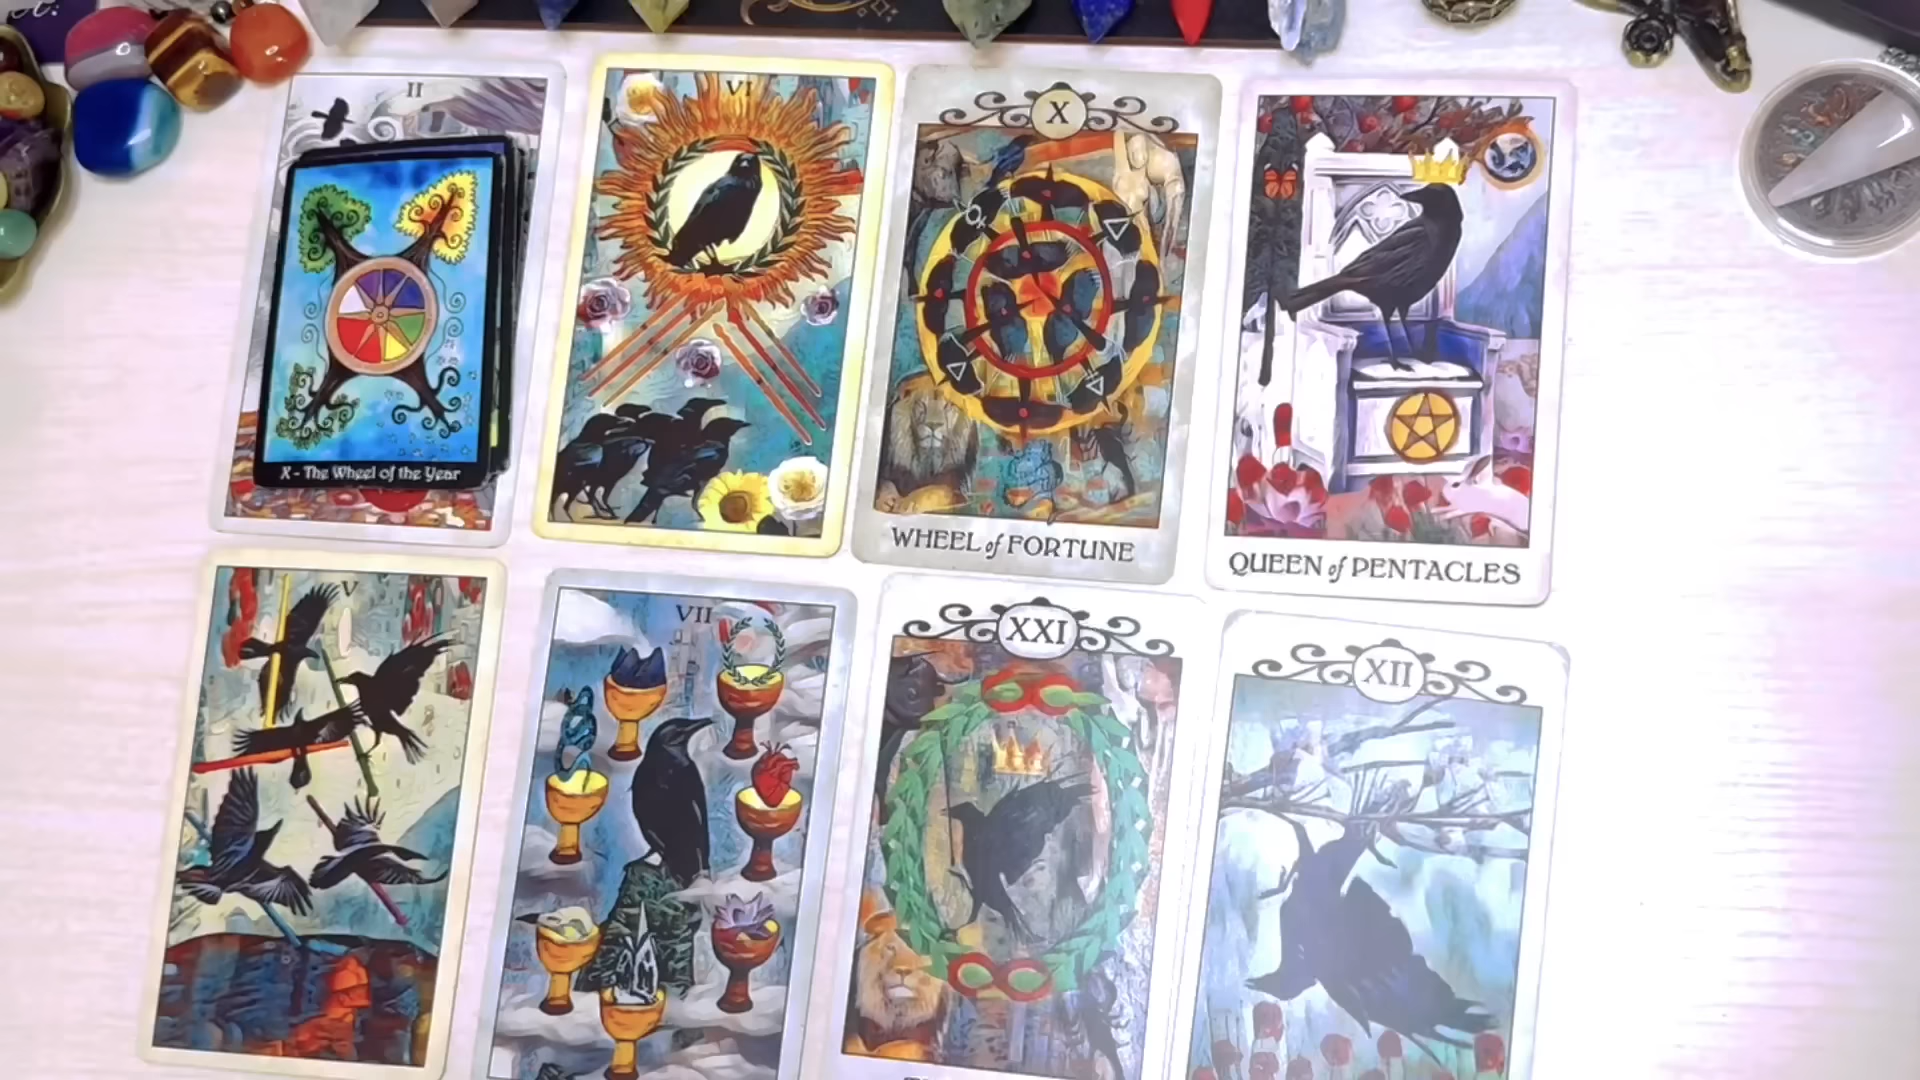 II
VI
X
X - The Wheel of the Year
WHEEL of FORTUNE
QUEEN of PENTACLES
V
VII
XXI
XII